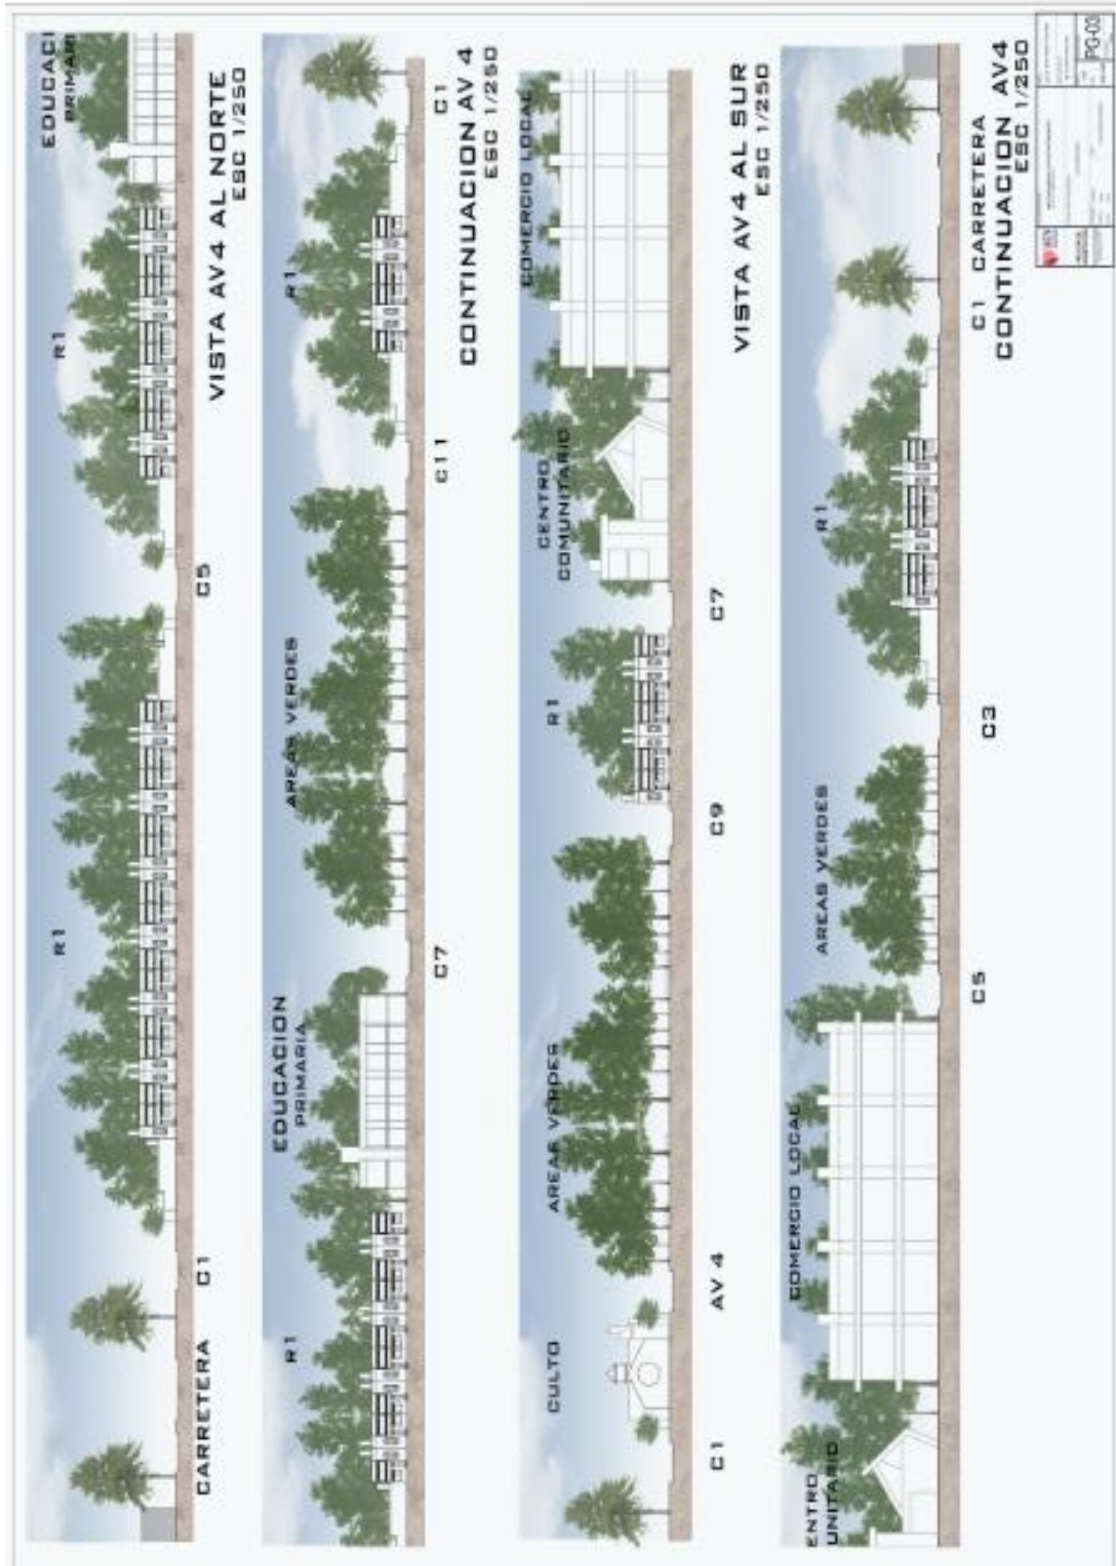 R1
R1
EDUCACI
PRIMARI
CARRETERA
C1
C5
VISTA AV4 AL NORTE
ESC 1/250
R1
EDUCACION
PRIMARIA
AREAS VERDES
R1
C7
C11
C1
CONTINUACION AV 4
ESC 1/250
CULTO
AREAS VERDES
R1
CENTRO
COMUNITARIO
COMERCIO LOCAL
C1
AV 4
C9
C7
VISTA AV4 AL SUR
ESC 1/250
ENTRO
UNITARIO
COMERCIO LOCAL
AREAS VERDES
R1
C5
C3
C1
CARRETERA
CONTINUACION AV4
ESC 1/250
PG-03